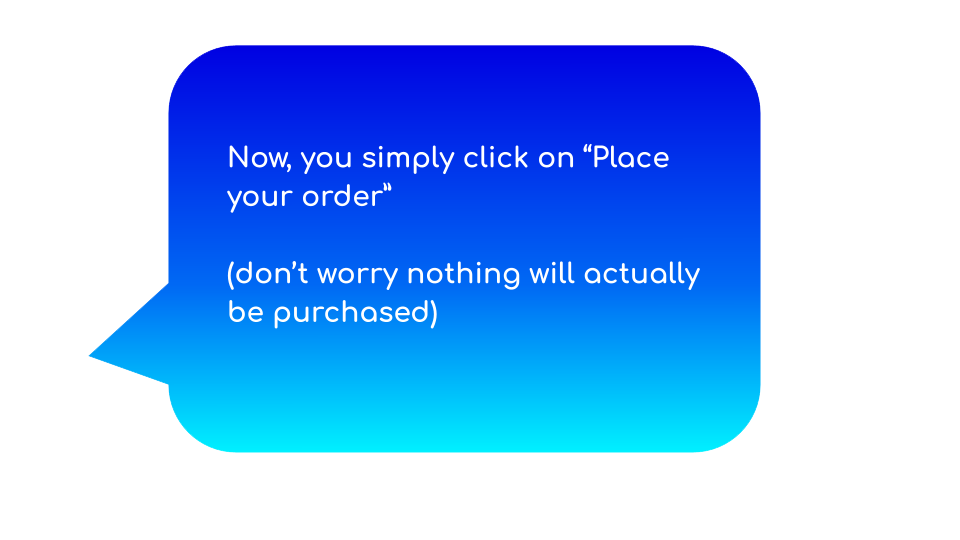 Now, you simply click on “Place
your order”
(don’t worry nothing will actually
be purchased)